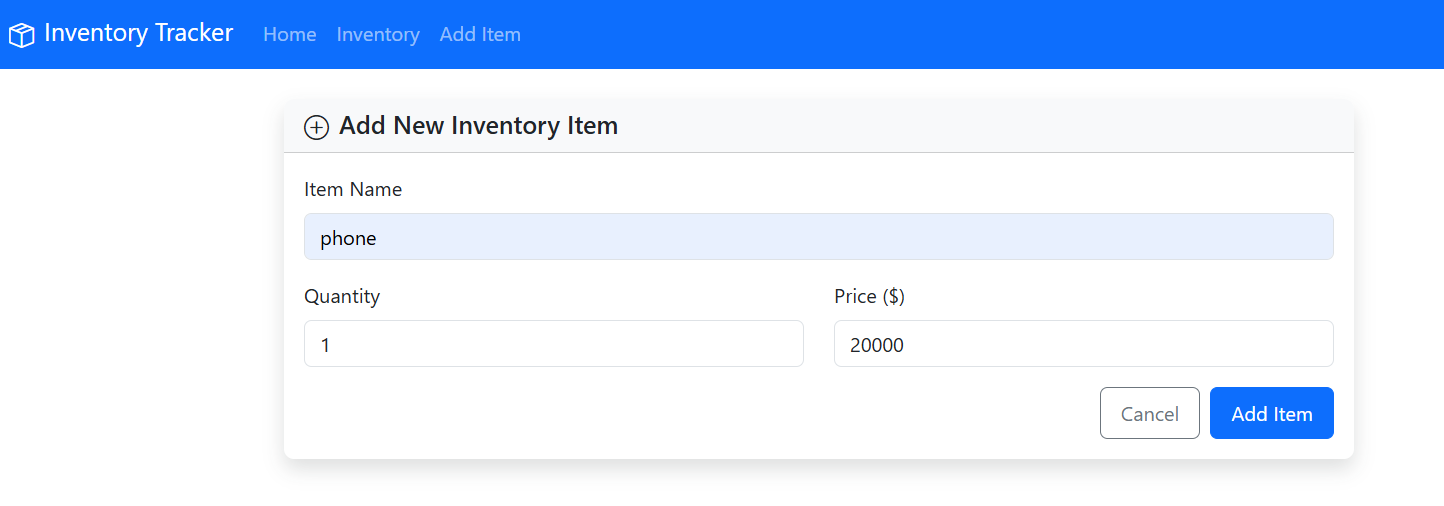 Inventory Tracker Home Inventory Add Item
Add New Inventory Item
Item Name
phone
Quantity Price ($)
1 20000
Cancel Add Item